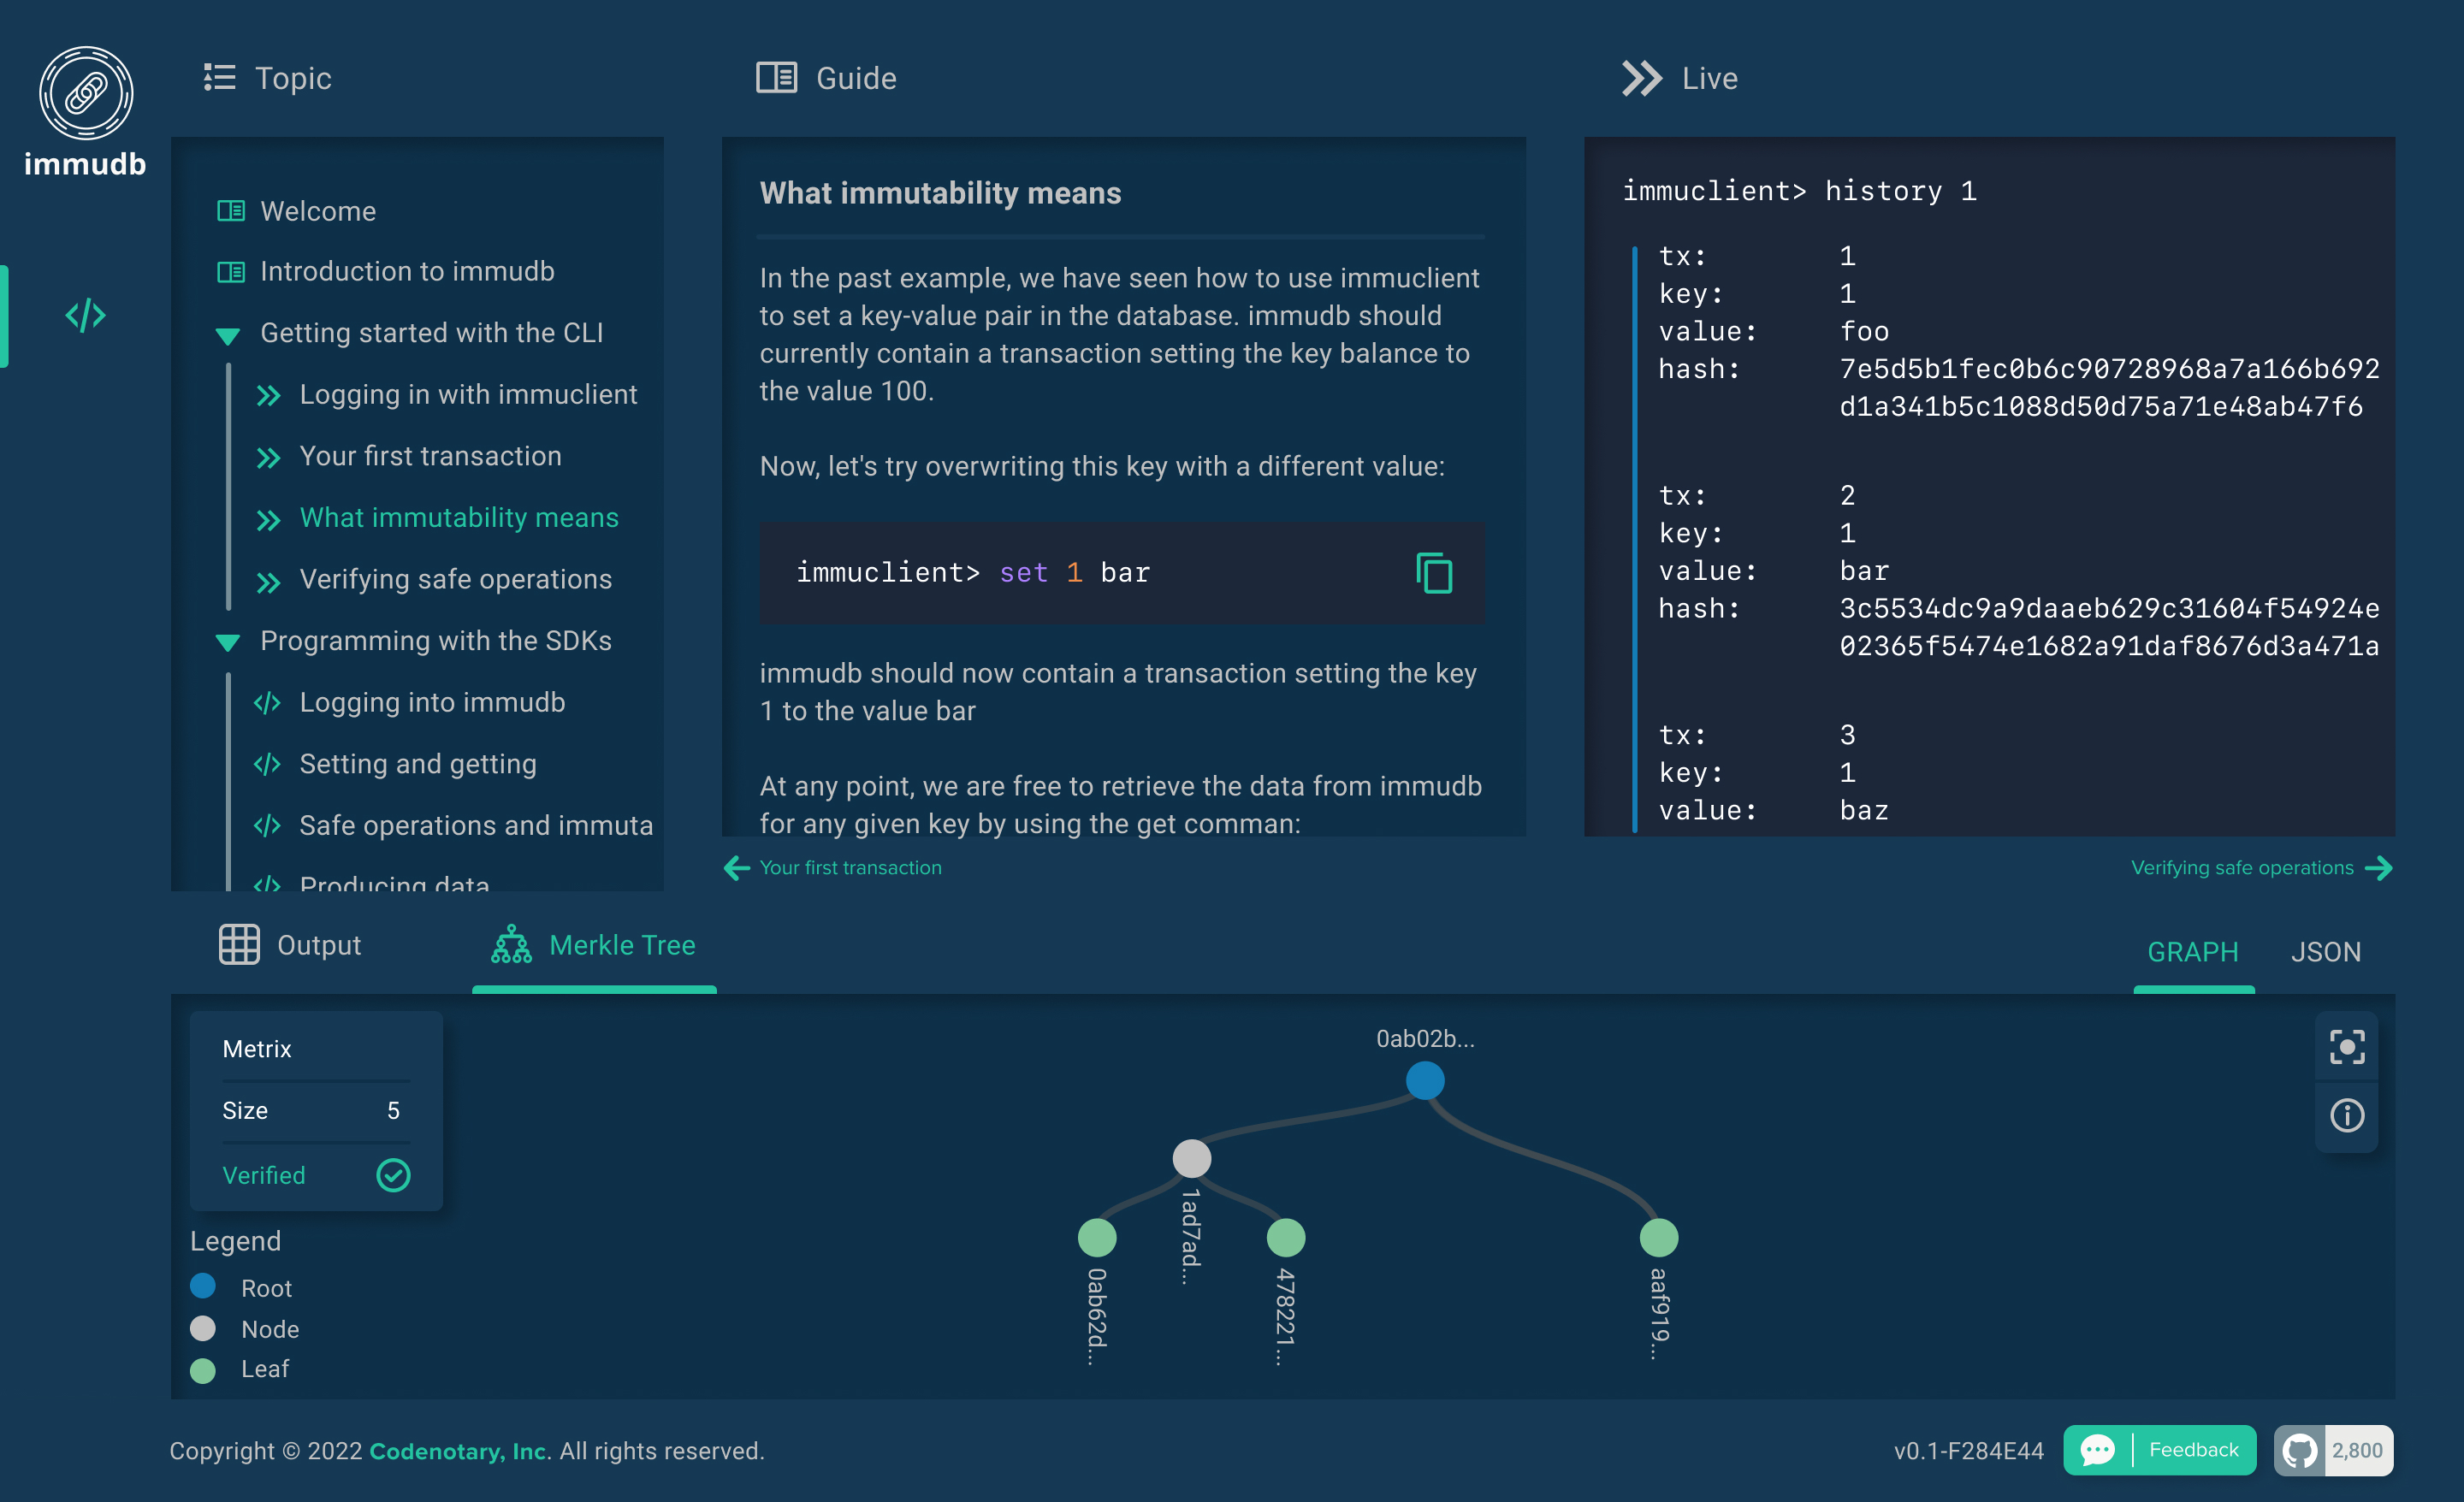 immudb
Topic
Welcome
Introduction to immudb
Getting started with the CLI
Logging in with immuclient
Your first transaction
What immutability means
Verifying safe operations
Programming with the SDKs
Logging into immudb
Setting and getting
Safe operations and immuta
Producing data
Guide
What immutability means
In the past example, we have seen how to use immuclient
to set a key-value pair in the database. immudb should
currently contain a transaction setting the key balance to
the value 100.
Now, let's try overwriting this key with a different value:
immuclient> set 1 bar
immudb should now contain a transaction setting the key
1 to the value bar
At any point, we are free to retrieve the data from immudb
for any given key by using the get comman:
Your first transaction
Live
immuclient> history 1
tx: 1
key: 1
value: foo
hash: 7e5d5b1fec0b6c90728968a7a166b692
d1a341b5c1088d50d75a71e48ab47f6
tx: 2
key: 1
value: bar
hash: 3c5534dc9a9daaeb629c31604f54924e
02365f5474e1682a91daf8676d3a471a
tx: 3
key: 1
value: baz
Verifying safe operations
Output
Merkle Tree
GRAPH
JSON
Metrix
Size 5
Verified
Legend
Root
Node
Leaf
0ab02b...
1ad7ad...
0ab62d...
478221...
aaf919...
Copyright © 2022 Codenotary, Inc. All rights reserved.
v0.1-F284E44
Feedback
2,800